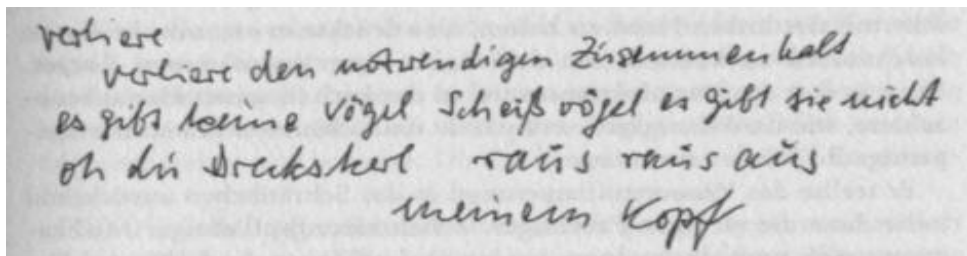 verliere
verliere den notwendigen Zusammenhalt
es gibt keine Vögel Scheißvögel es gibt sie nicht
oh du Dreckskerl raus raus aus
meinem Kopf